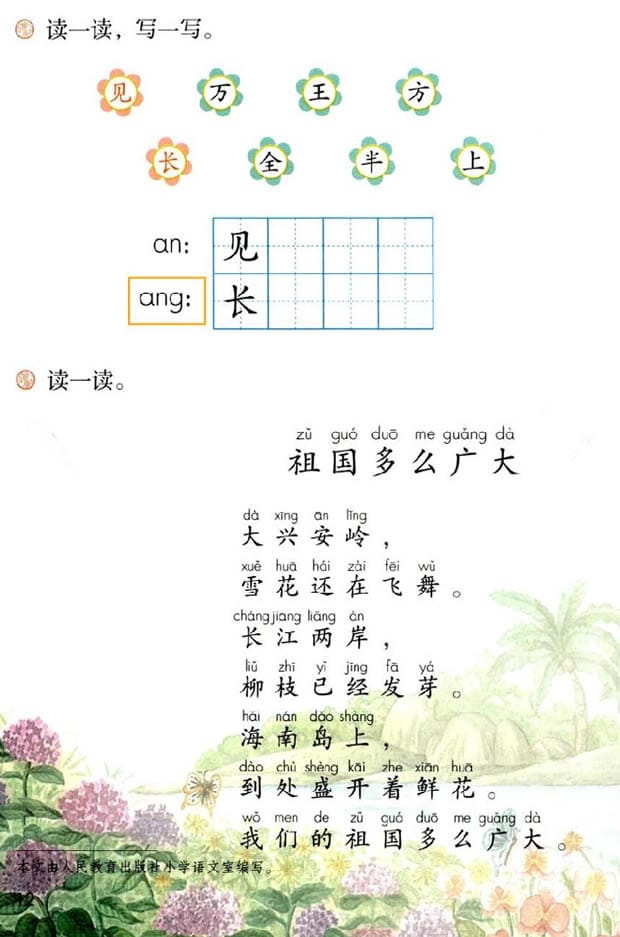 读一读，写一写。
见 万 王 方
长 全 半 上
an: 见
ang: 长
读一读。
zǔ guó duō me guǎng dà
祖国多么广大
dà xīng ān lǐng
大兴安岭，
xuě huā hái zài fēi wǔ
雪花还在飞舞。
cháng jiāng liǎng àn
长江两岸，
liǔ zhī yǐ jīng fā yá
柳枝已经发芽。
hǎi nán dǎo shàng
海南岛上，
dào chù shèng kāi zhe xiān huā
到处盛开着鲜花。
wǒ men de zǔ guó duō me guǎng dà
我们的祖国多么广大。
本文由人民教育出版社小学语文室编写。
12